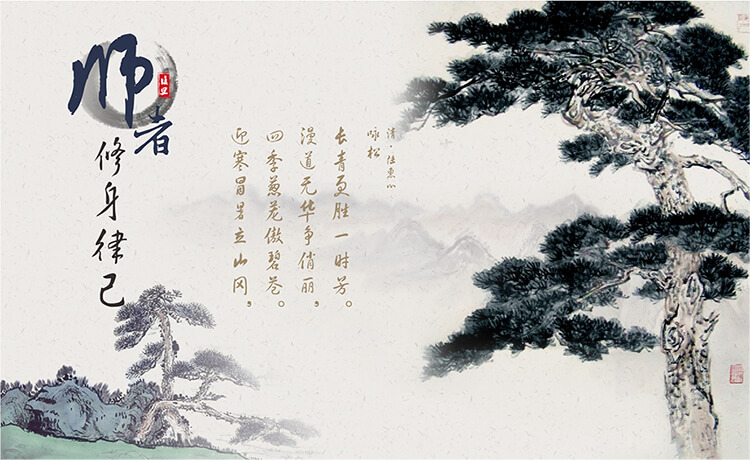 师者
修身律己
迎寒冒暑立山冈，
四季葱茏傲碧苍。
漫道无华争俏丽，
长青更胜一时芳。
咏松
清·陆惠心